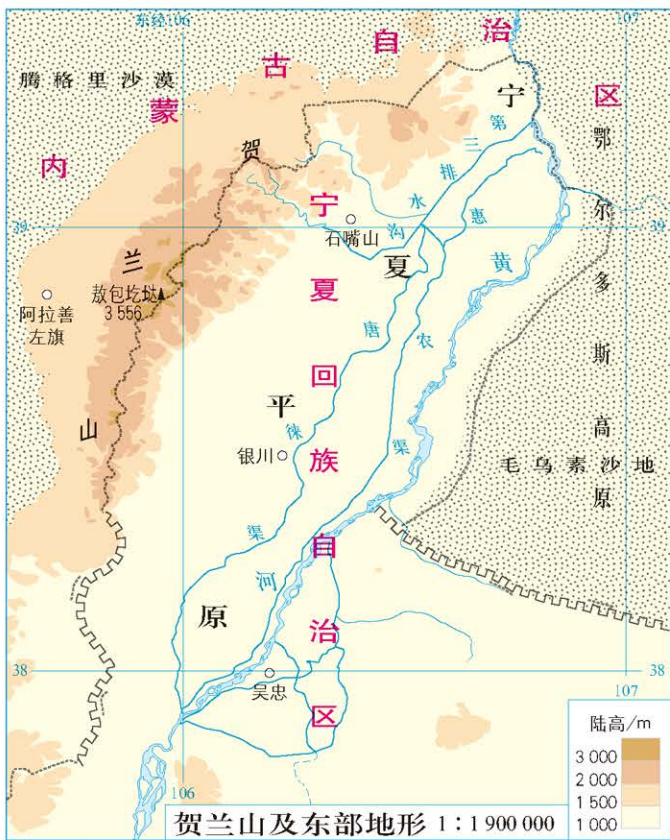 东经106
107
内蒙古自治区
腾格里沙漠
贺兰山
宁夏平原
宁夏回族自治区
鄂尔多斯高原
第三排水沟
惠农渠
39
39
石嘴山
黄河
敖包圪垯
3 556
阿拉善
左旗
唐徕渠
银川
毛乌素沙地
38
38
吴忠
107
106
陆高/m
3 000
2 000
1 500
1 000
贺兰山及东部地形 1:1 900 000